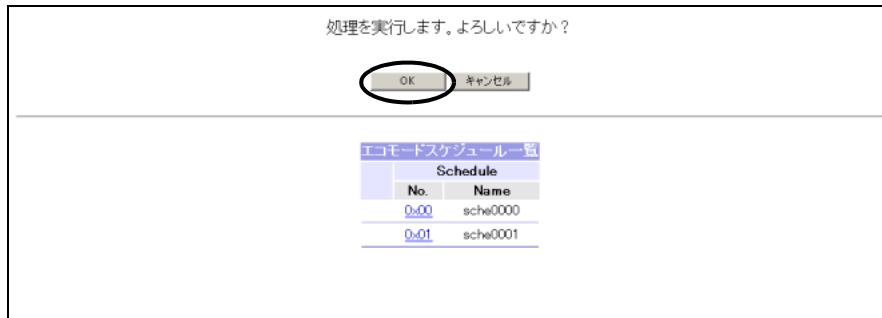 処理を実行します。よろしいですか？
OK キャンセル
エコモードスケジュール一覧
Schedule
No. Name
0x00 sche0000
0x01 sche0001